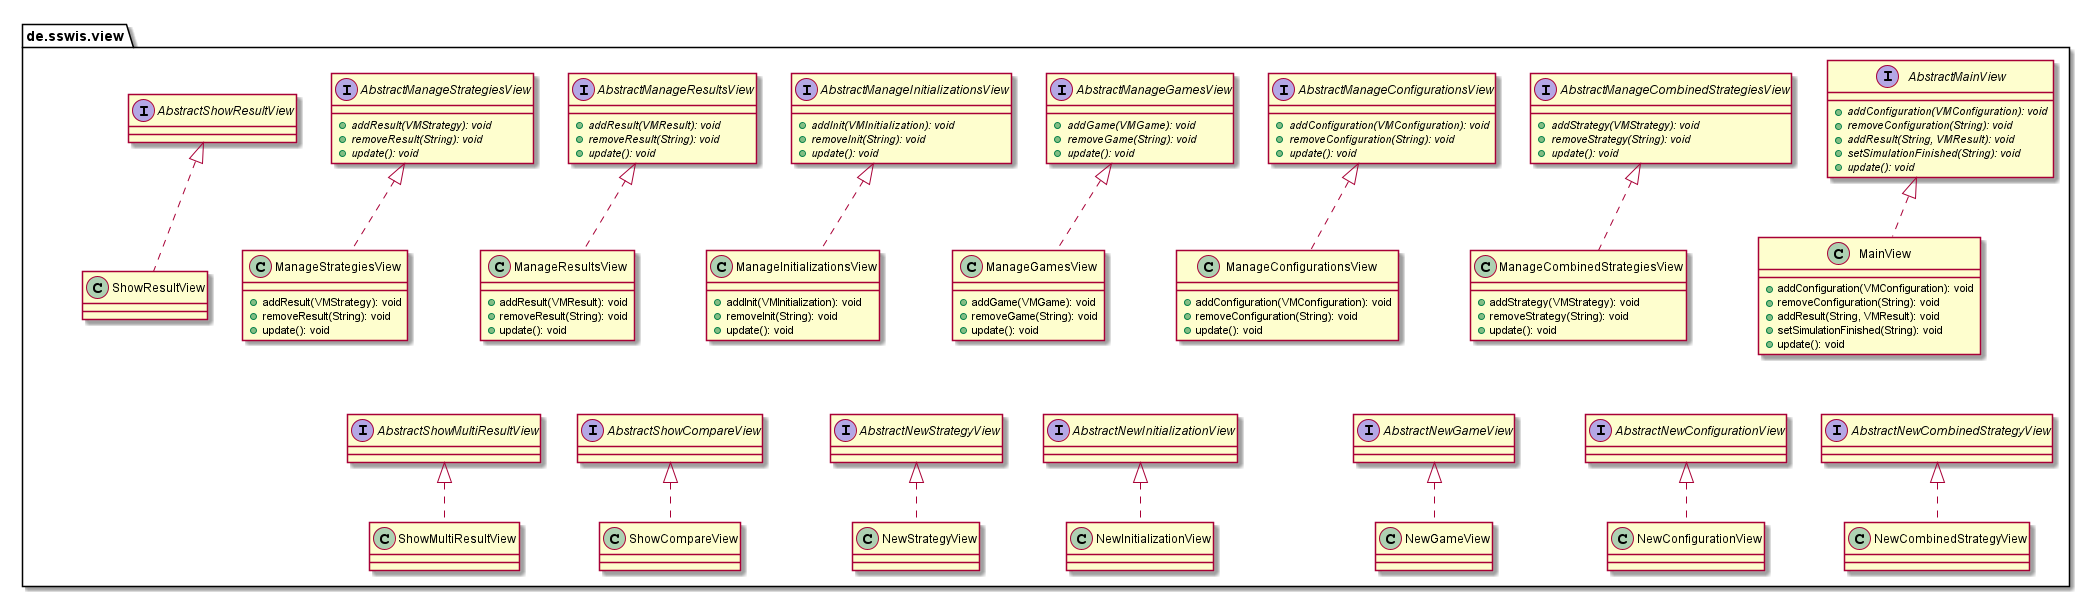 de.sswis.view
I AbstractShowResultView
I AbstractManageStrategiesView
addResult(VMStrategy): void
removeResult(String): void
update(): void
I AbstractManageResultsView
addResult(VMResult): void
removeResult(String): void
update(): void
I AbstractManageInitializationsView
addInit(VMInitialization): void
removeInit(String): void
update(): void
I AbstractManageGamesView
addGame(VMGame): void
removeGame(String): void
update(): void
I AbstractManageConfigurationsView
addConfiguration(VMConfiguration): void
removeConfiguration(String): void
update(): void
I AbstractManageCombinedStrategiesView
addStrategy(VMStrategy): void
removeStrategy(String): void
update(): void
I AbstractMainView
addConfiguration(VMConfiguration): void
removeConfiguration(String): void
addResult(String, VMResult): void
setSimulationFinished(String): void
update(): void
C ShowResultView
C ManageStrategiesView
addResult(VMStrategy): void
removeResult(String): void
update(): void
C ManageResultsView
addResult(VMResult): void
removeResult(String): void
update(): void
C ManageInitializationsView
addInit(VMInitialization): void
removeInit(String): void
update(): void
C ManageGamesView
addGame(VMGame): void
removeGame(String): void
update(): void
C ManageConfigurationsView
addConfiguration(VMConfiguration): void
removeConfiguration(String): void
update(): void
C ManageCombinedStrategiesView
addStrategy(VMStrategy): void
removeStrategy(String): void
update(): void
C MainView
addConfiguration(VMConfiguration): void
removeConfiguration(String): void
addResult(String, VMResult): void
setSimulationFinished(String): void
update(): void
I AbstractShowMultiResultView
I AbstractShowCompareView
I AbstractNewStrategyView
I AbstractNewInitializationView
I AbstractNewGameView
I AbstractNewConfigurationView
I AbstractNewCombinedStrategyView
C ShowMultiResultView
C ShowCompareView
C NewStrategyView
C NewInitializationView
C NewGameView
C NewConfigurationView
C NewCombinedStrategyView